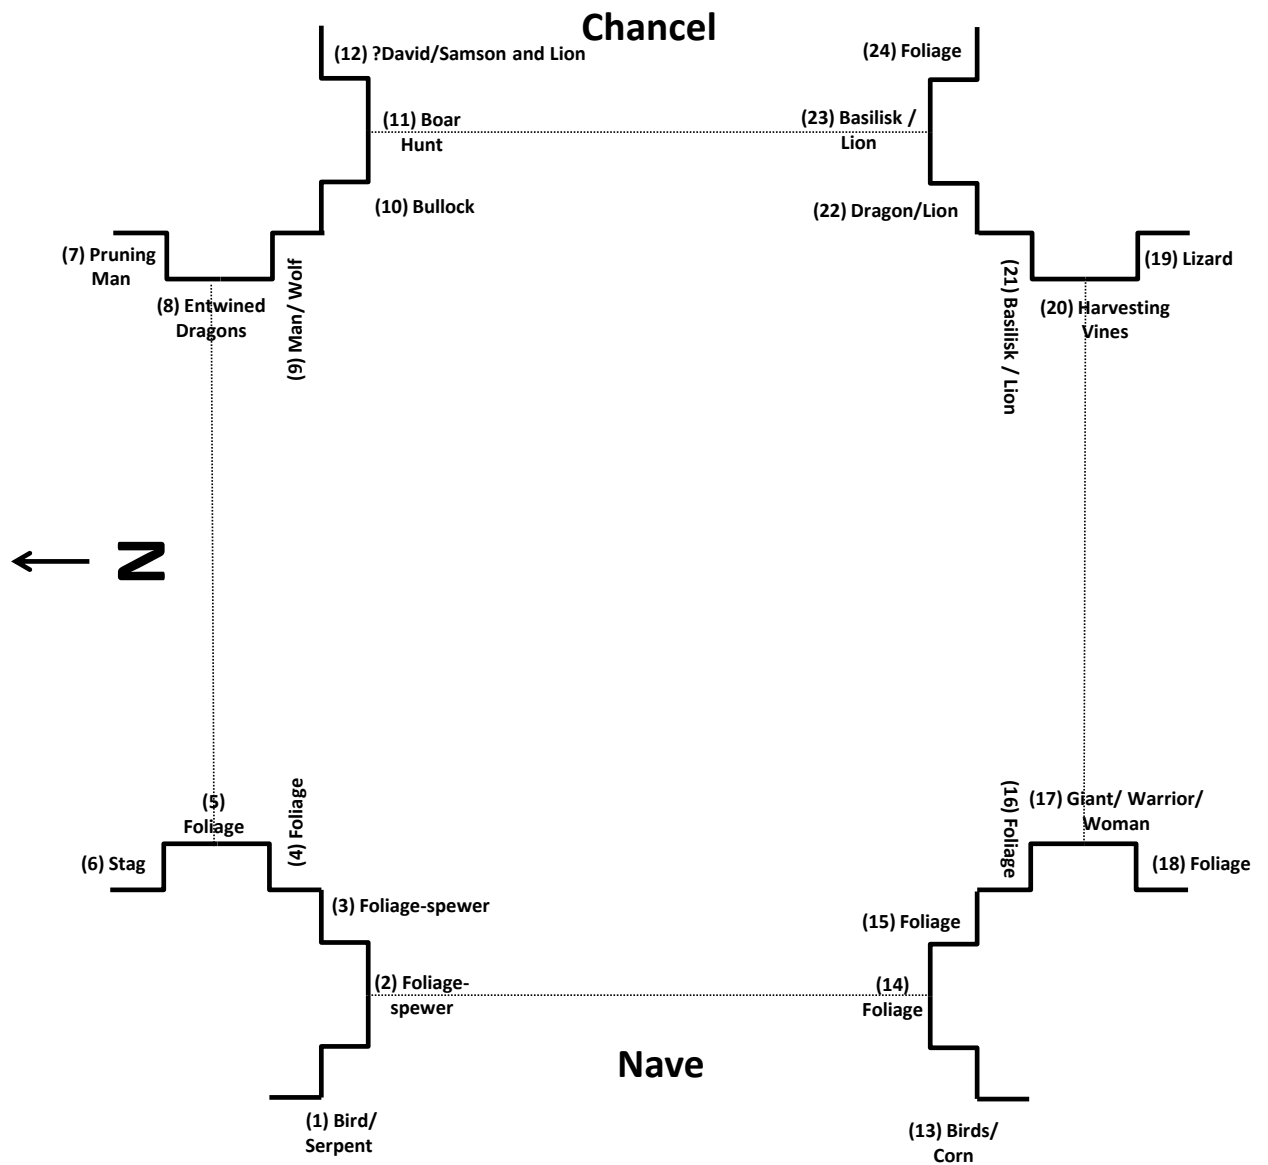 Chancel
(12) ?David/Samson and Lion
(24) Foliage
(11) Boar
Hunt
(23) Basilisk /
Lion
(10) Bullock
(22) Dragon/Lion
(7) Pruning
Man
(19) Lizard
(8) Entwined
Dragons
(9) Man/ Wolf
(21) Basilisk / Lion
(20) Harvesting
Vines
N
(5)
Foliage
(4) Foliage
(16) Foliage
(17) Giant/ Warrior/
Woman
(6) Stag
(18) Foliage
(3) Foliage-spewer
(15) Foliage
(2) Foliage-
spewer
(14)
Foliage
Nave
(1) Bird/
Serpent
(13) Birds/
Corn